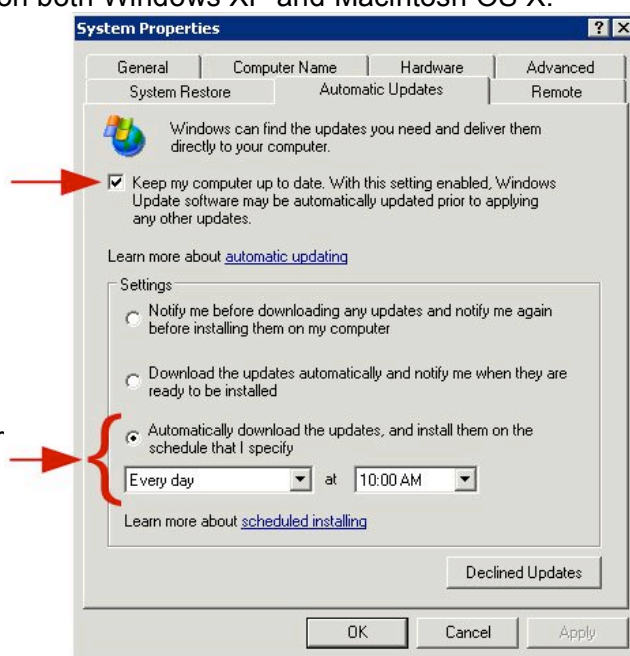 on both Windows XP and Macintosh OS X.
System Properties
General Computer Name Hardware Advanced
System Restore Automatic Updates Remote
Windows can find the updates you need and deliver them
directly to your computer.
Keep my computer up to date. With this setting enabled, Windows
Update software may be automatically updated prior to applying
any other updates.
Learn more about automatic updating
Settings
Notify me before downloading any updates and notify me again
before installing them on my computer
Download the updates automatically and notify me when they are
ready to be installed
Automatically download the updates, and install them on the
schedule that I specify
Every day at 10:00 AM
Learn more about scheduled installing
Declined Updates
OK Cancel Apply